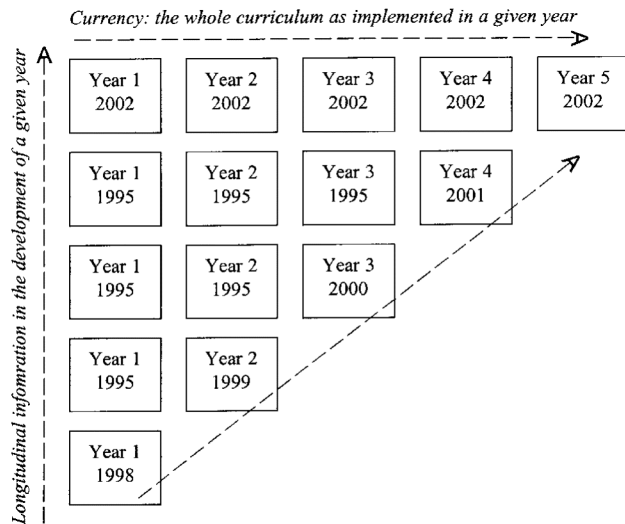 Currency: the whole curriculum as implemented in a given year
Longitudinal infomration in the development of a given year
Year 1 Year 2 Year 3 Year 4 Year 5
2002 2002 2002 2002 2002
Year 1 Year 2 Year 3 Year 4
1995 1995 1995 2001
Year 1 Year 2 Year 3
1995 1995 2000
Year 1 Year 2
1995 1999
Year 1
1998